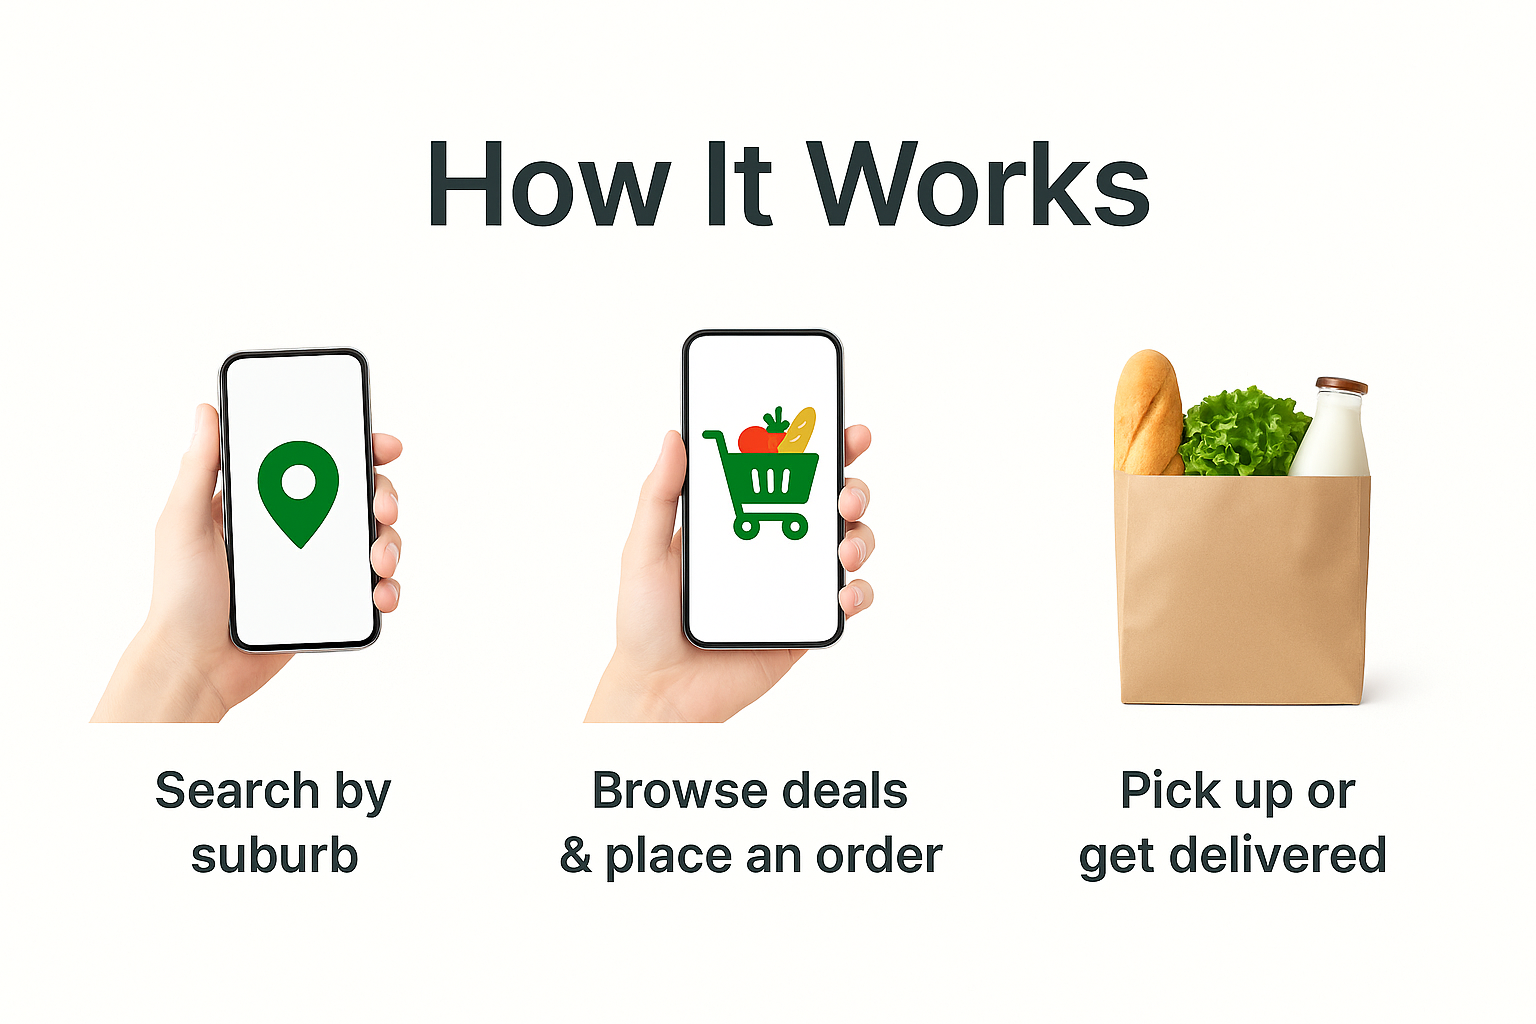 How It Works
Search by
suburb
Browse deals
& place an order
Pick up or
get delivered